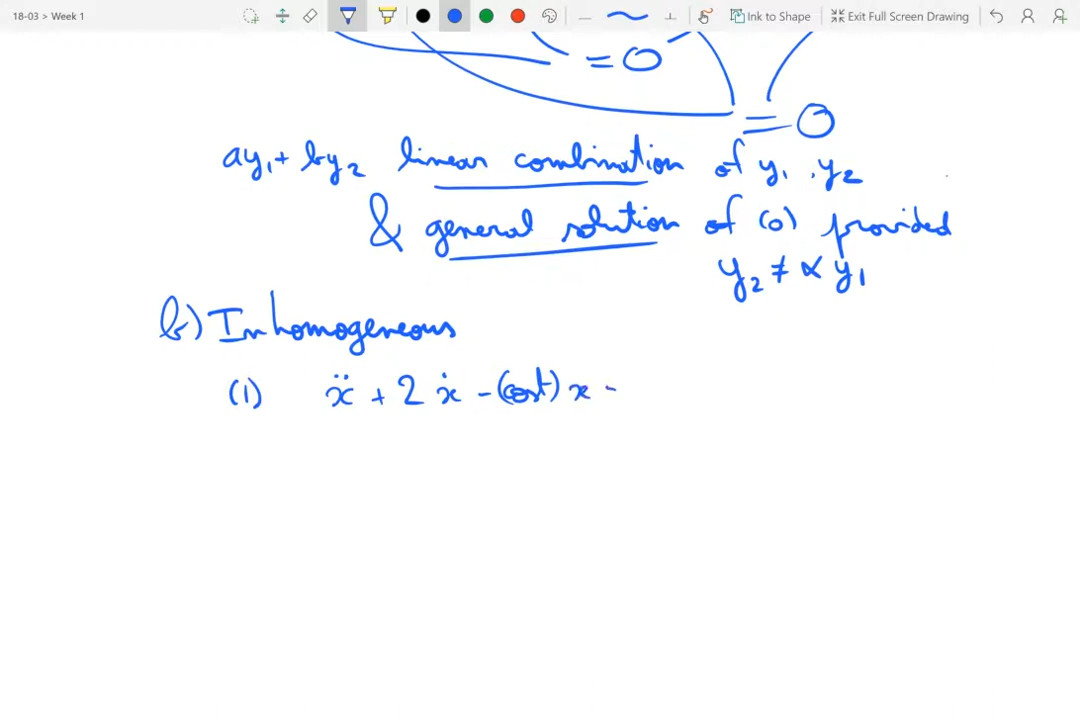 18-03 > Week 1
Ink to Shape
Exit Full Screen Drawing
= 0
= 0
ay₁ + by₂ linear combination of y₁, y₂
& general solution of (0) provided
y₂ ≠ α y₁
b) Inhomogeneous
(1) ẍ + 2 ẋ - (cost) x -